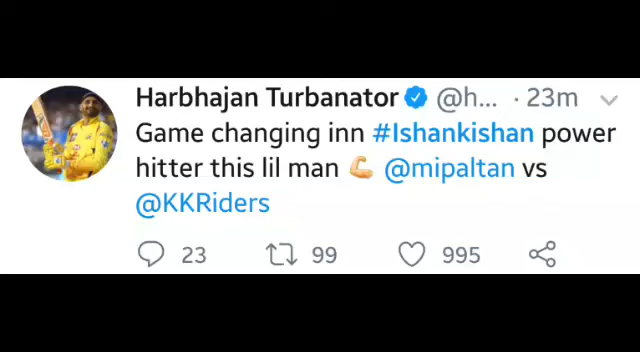 Harbhajan Turbanator @h... · 23m
Game changing inn #Ishankishan power
hitter this lil man 💪 @mipaltan vs
@KKRiders
23 99 995